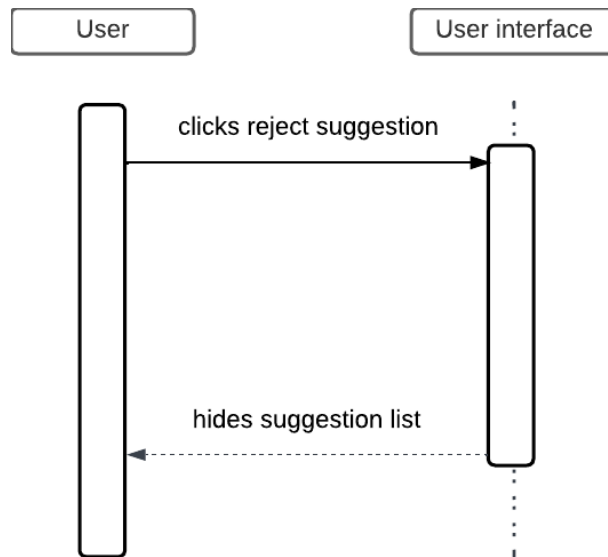 User
User interface
clicks reject suggestion
hides suggestion list